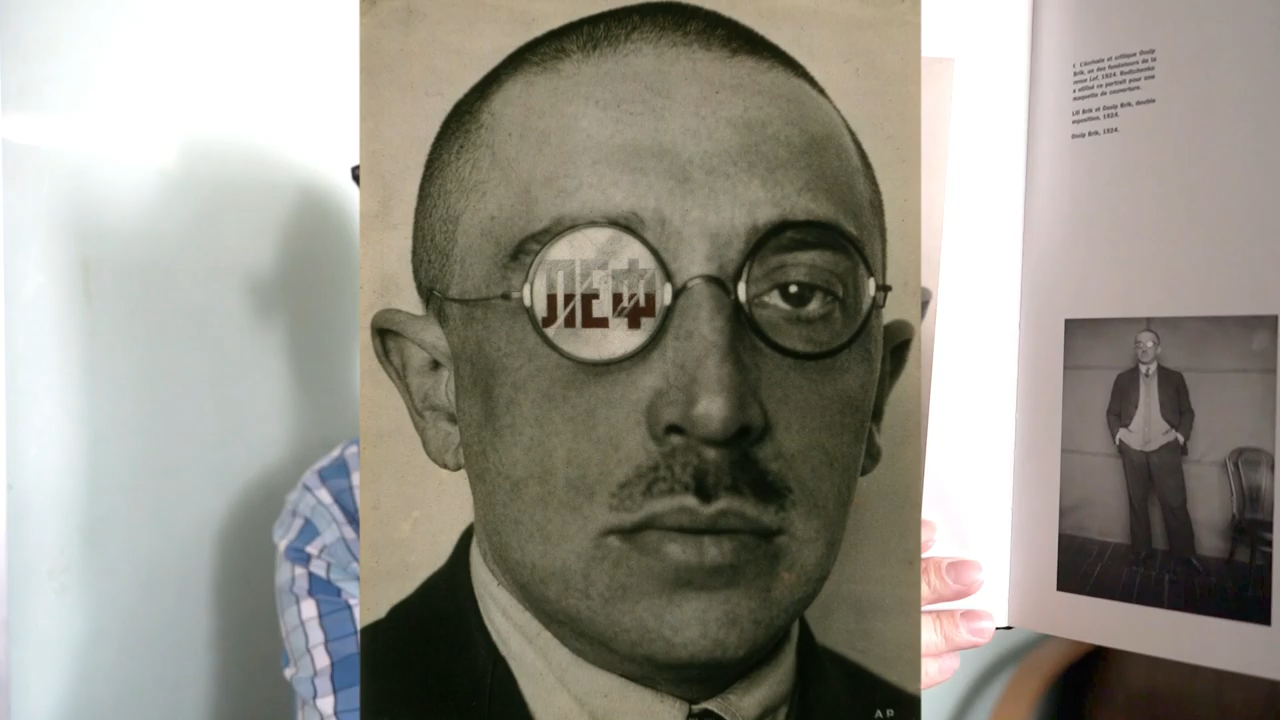 ЛЕФ
AP
4 L'écrivain et critique Ossip
Brik, un des fondateurs de la
revue Lef, 1924. Rodtchenko
a utilisé ce portrait pour une
maquette de couverture.
Lili Brik et Ossip Brik, double
exposition, 1924.
Ossip Brik, 1924.